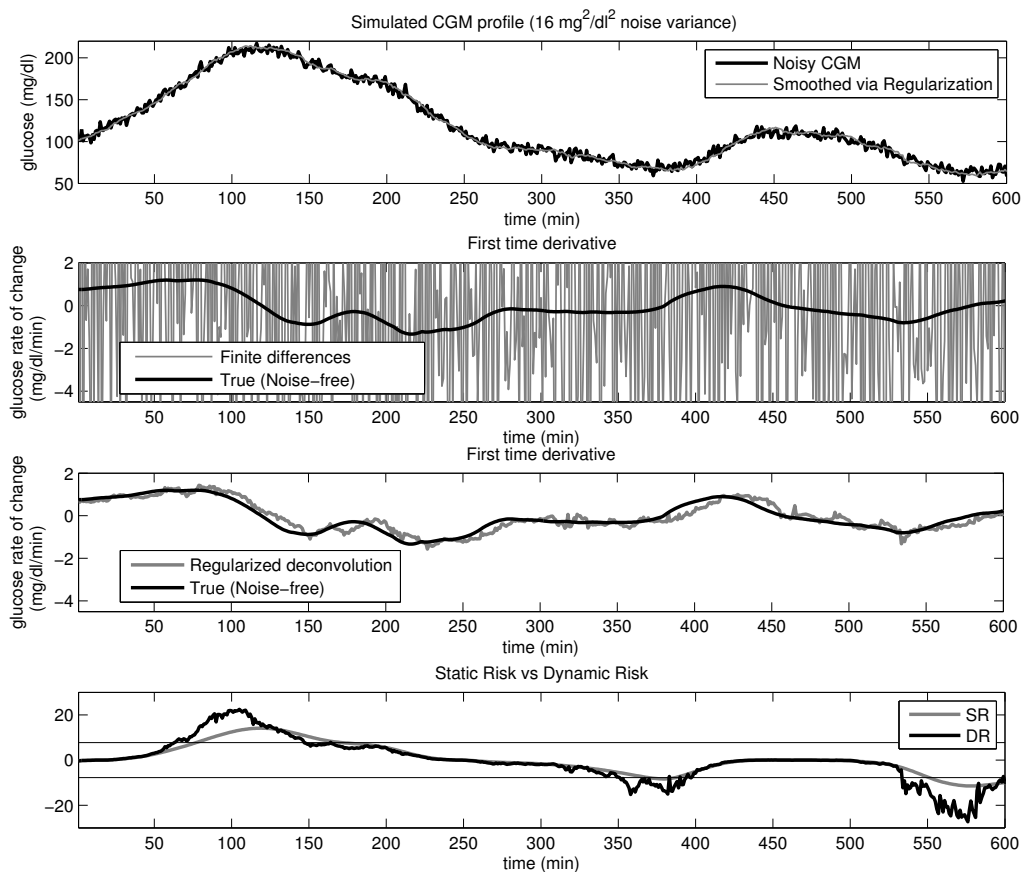 Simulated CGM profile (16 mg²/dl² noise variance)
glucose (mg/dl)
200
150
100
50
Noisy CGM
Smoothed via Regularization
50 100 150 200 250 300 350 400 450 500 550 600
time (min)
First time derivative
glucose rate of change
(mg/dl/min)
2
0
−2
−4
Finite differences
True (Noise−free)
50 100 150 200 250 300 350 400 450 500 550 600
time (min)
First time derivative
glucose rate of change
(mg/dl/min)
2
0
−2
−4
Regularized deconvolution
True (Noise−free)
50 100 150 200 250 300 350 400 450 500 550 600
time (min)
Static Risk vs Dynamic Risk
20
0
−20
SR
DR
50 100 150 200 250 300 350 400 450 500 550 600
time (min)